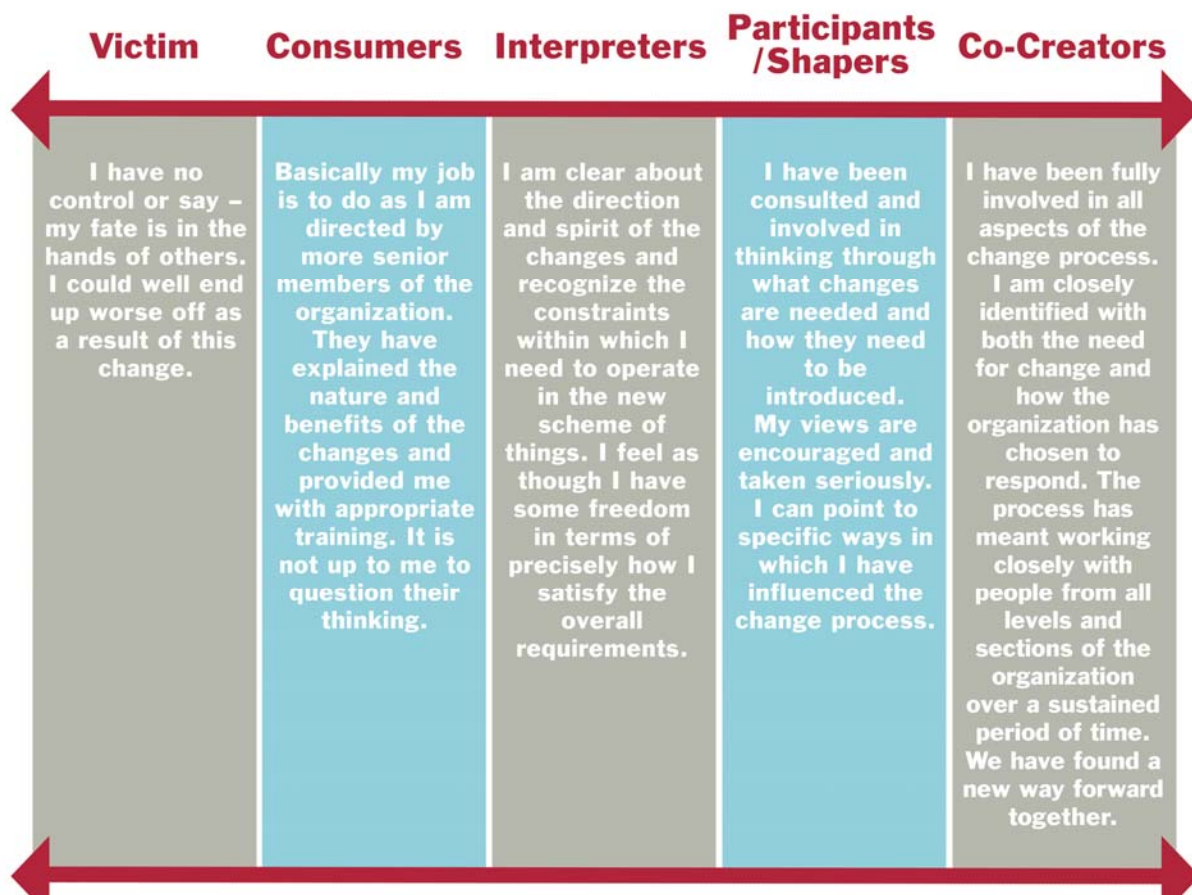 Victim
Consumers
Interpreters
Participants
/Shapers
Co-Creators
I have no
control or say –
my fate is in the
hands of others.
I could well end
up worse off as
a result of this
change.
Basically my job
is to do as I am
directed by
more senior
members of the
organization.
They have
explained the
nature and
benefits of the
changes and
provided me
with appropriate
training. It is
not up to me to
question their
thinking.
I am clear about
the direction
and spirit of the
changes and
recognize the
constraints
within which I
need to operate
in the new
scheme of
things. I feel as
though I have
some freedom
in terms of
precisely how I
satisfy the
overall
requirements.
I have been
consulted and
involved in
thinking through
what changes
are needed and
how they need
to be
introduced.
My views are
encouraged and
taken seriously.
I can point to
specific ways in
which I have
influenced the
change process.
I have been fully
involved in all
aspects of the
change process.
I am closely
identified with
both the need
for change and
how the
organization has
chosen to
respond. The
process has
meant working
closely with
people from all
levels and
sections of the
organization
over a sustained
period of time.
We have found a
new way forward
together.